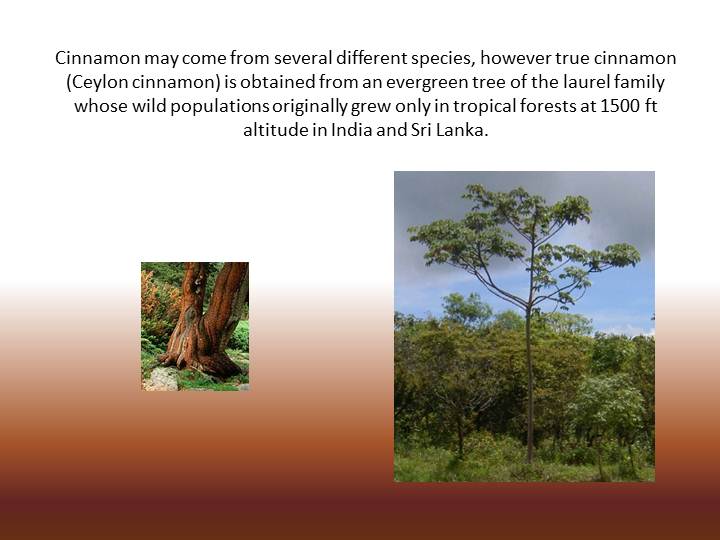 Cinnamon may come from several different species, however true cinnamon
(Ceylon cinnamon) is obtained from an evergreen tree of the laurel family
whose wild populations originally grew only in tropical forests at 1500 ft
altitude in India and Sri Lanka.